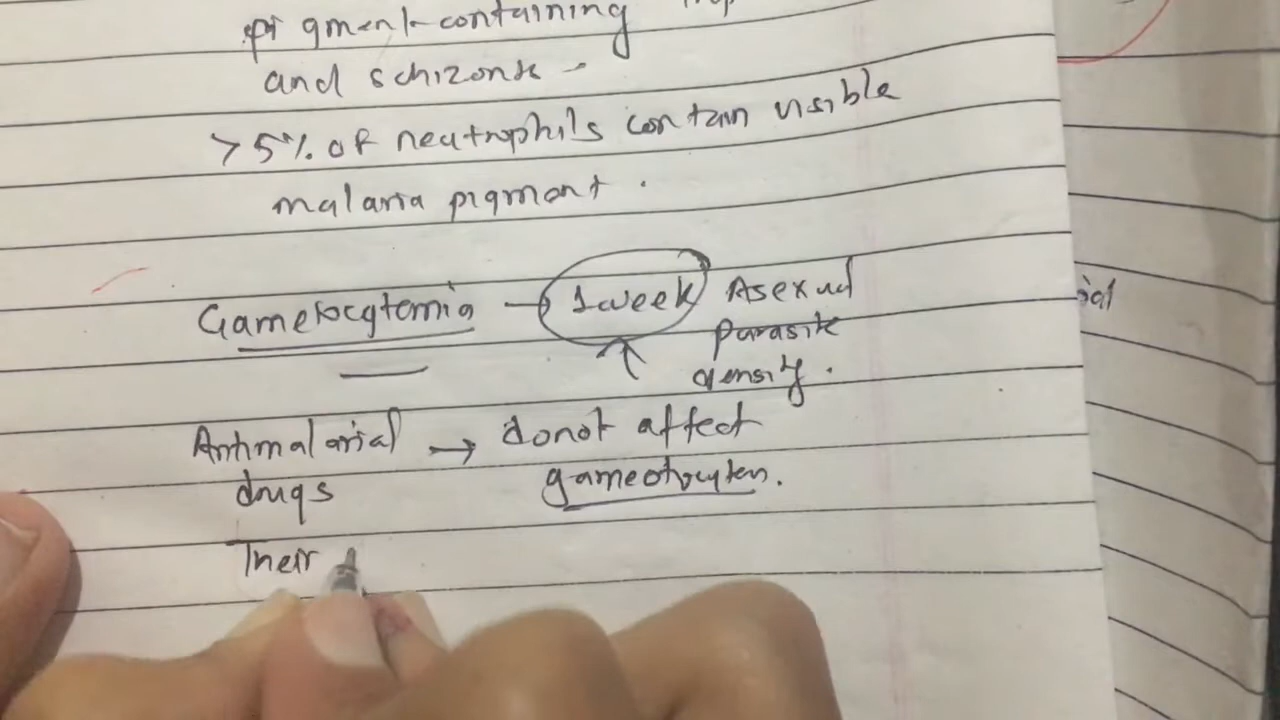 pigment-containing
and schizonts -
>5% of neutrophils contain visible
malaria pigment.
Gametocytemia → 1 week Asexual
parasite
density.
Antimalarial → donot affect
drugs
gameotocytes.
Their